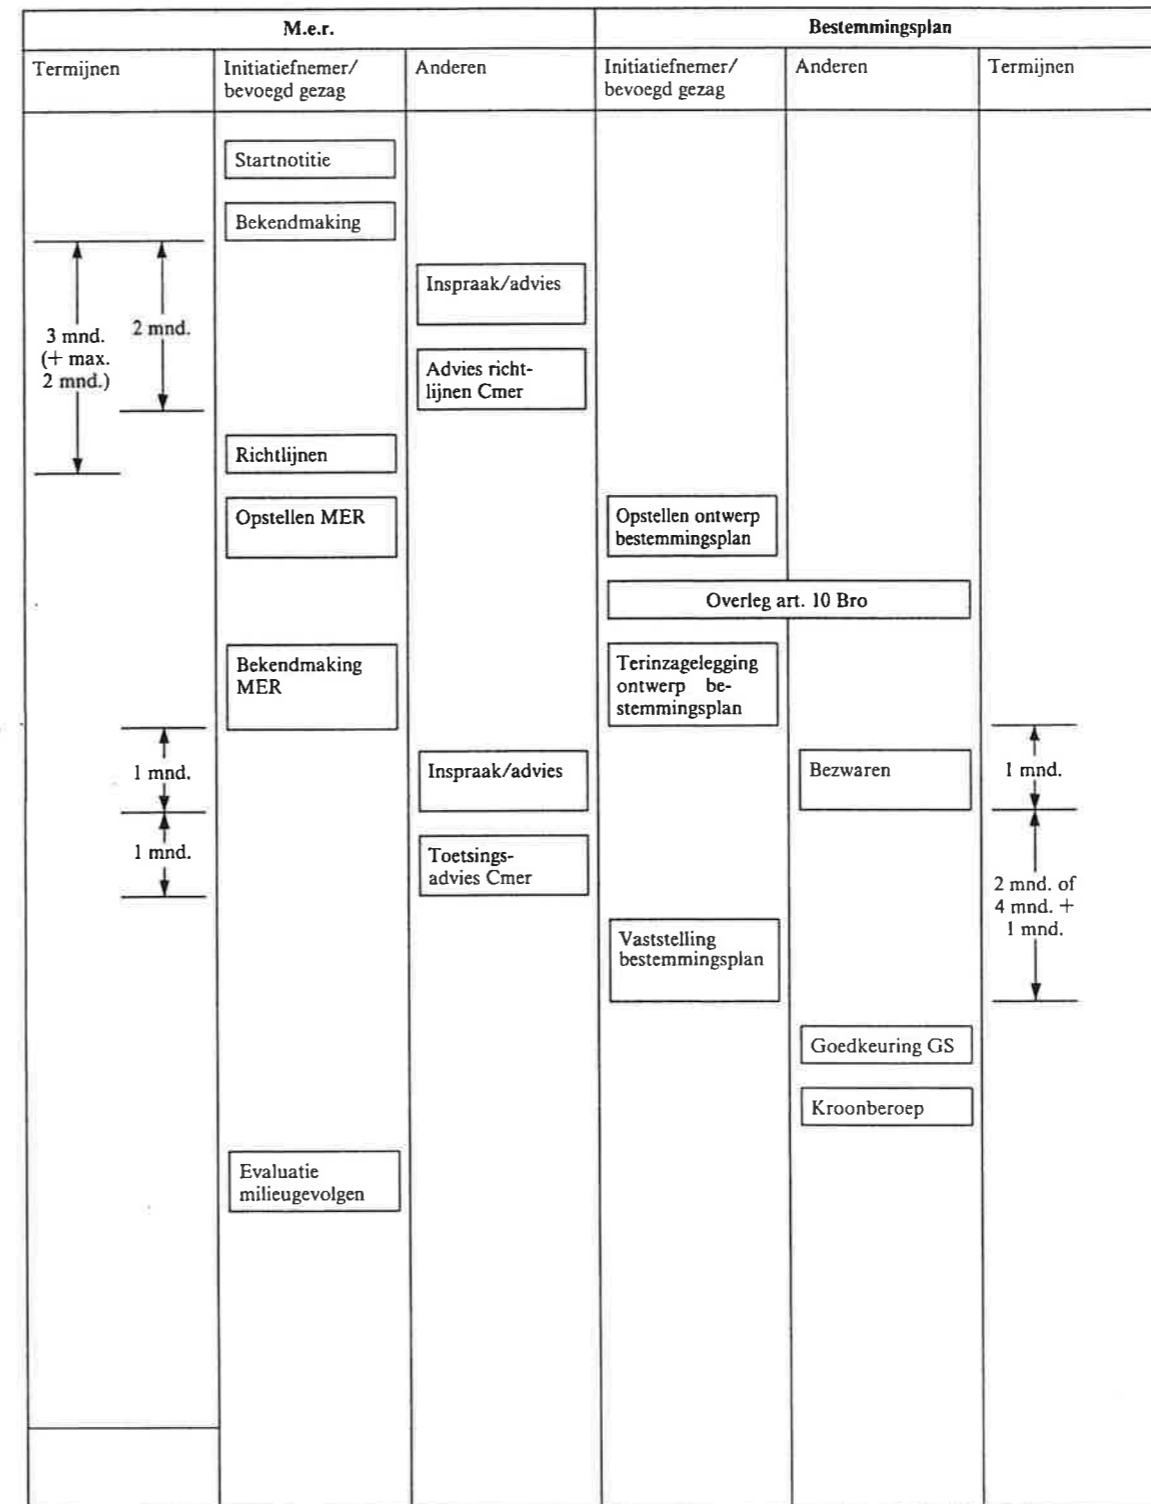 M.e.r.
Bestemmingsplan
Termijnen
Initiatiefnemer/
bevoegd gezag
Anderen
Initiatiefnemer/
bevoegd gezag
Anderen
Termijnen
Startnotitie
Bekendmaking
Inspraak/advies
3 mnd.
(+ max.
2 mnd.)
2 mnd.
Advies richt-
lijnen Cmer
Richtlijnen
Opstellen MER
Opstellen ontwerp
bestemmingsplan
Overleg art. 10 Bro
Bekendmaking
MER
Terinzagelegging
ontwerp be-
stemmingsplan
1 mnd.
Inspraak/advies
Bezwaren
1 mnd.
1 mnd.
Toetsings-
advies Cmer
2 mnd. of
4 mnd. +
1 mnd.
Vaststelling
bestemmingsplan
Goedkeuring GS
Kroonberoep
Evaluatie
milieugevolgen